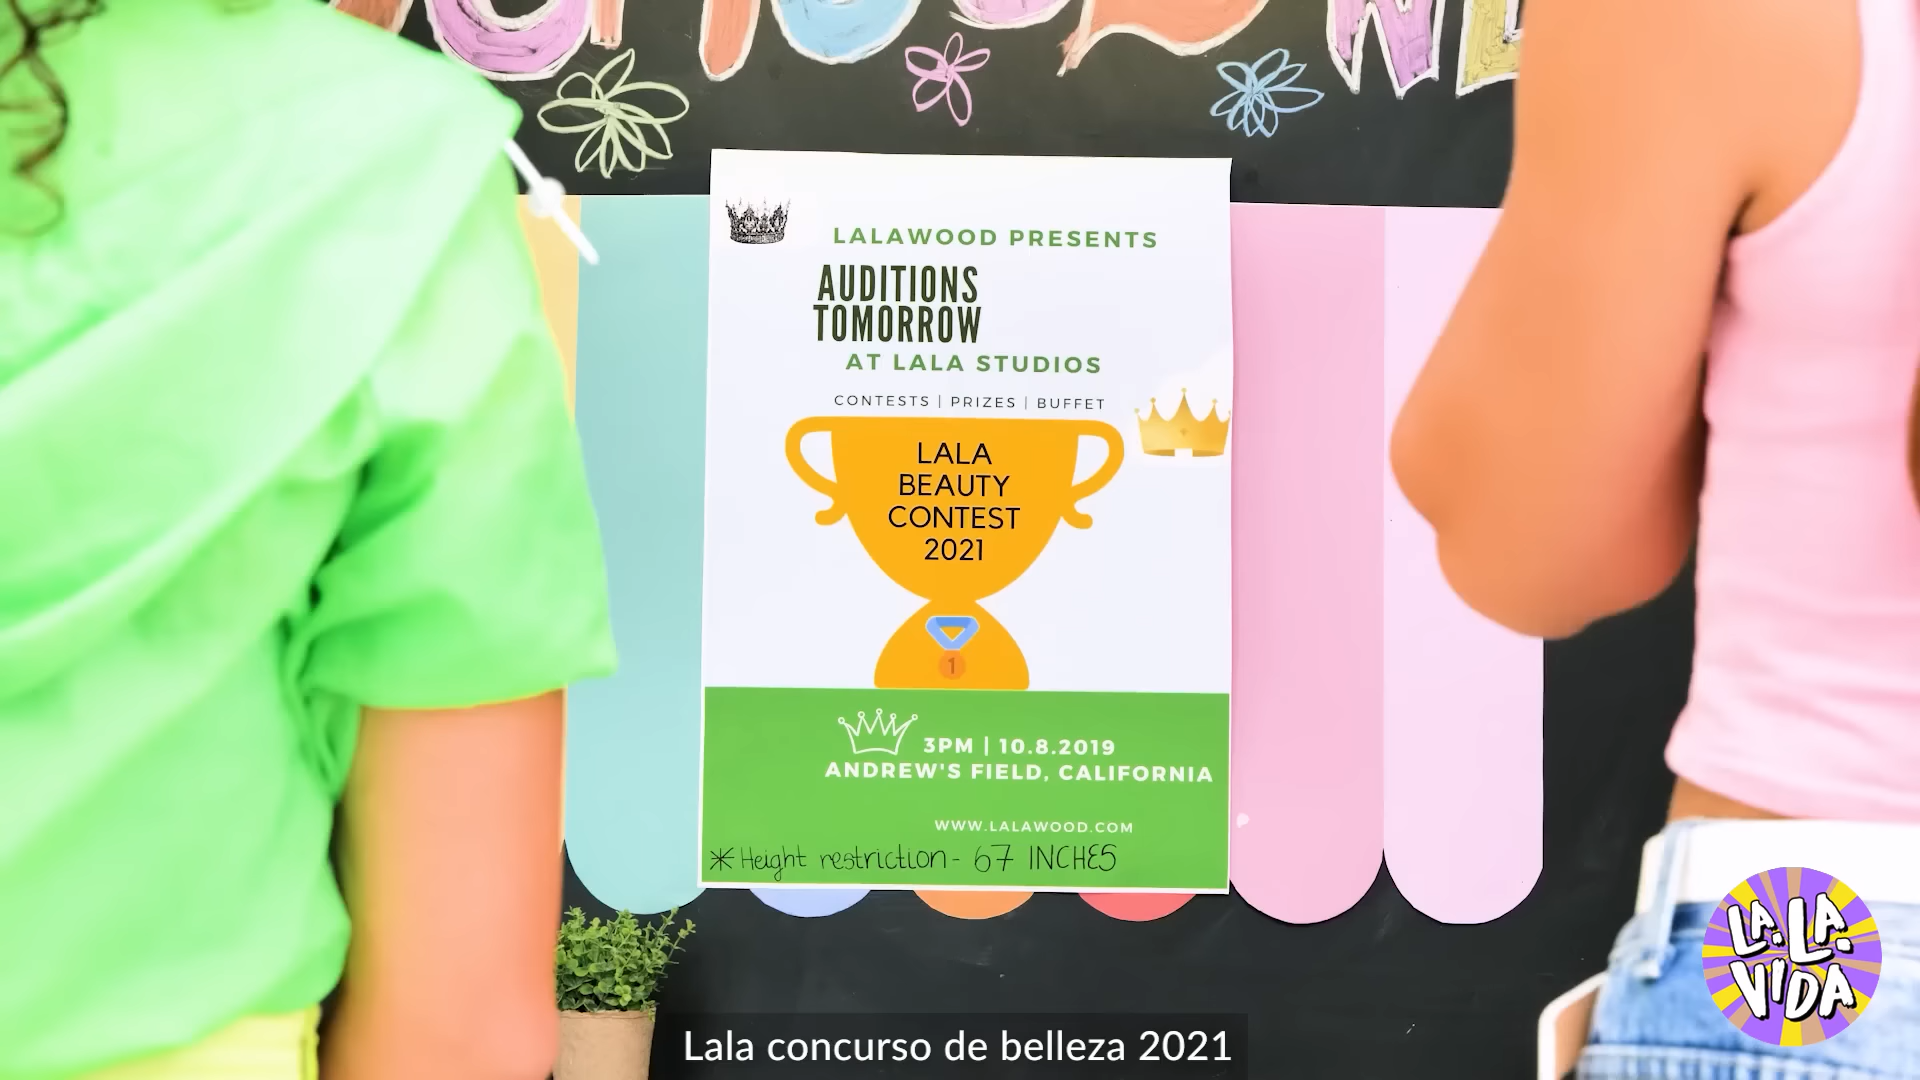 LALAWOOD PRESENTS
AUDITIONS
TOMORROW
AT LALA STUDIOS
CONTESTS | PRIZES | BUFFET
LALA
BEAUTY
CONTEST
2021
1
3PM | 10.8.2019
ANDREW'S FIELD, CALIFORNIA
WWW.LALAWOOD.COM
* Height restriction - 67 INCHES
LA LA
VIDA
Lala concurso de belleza 2021